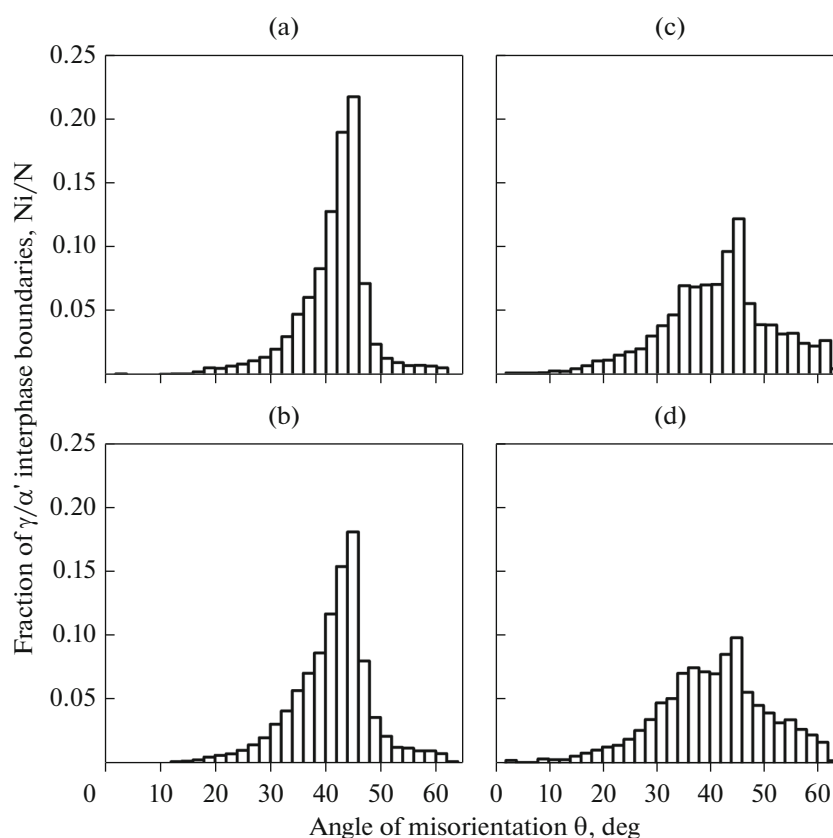 (a)
(c)
0.25
0.20
0.15
0.10
0.05
(b)
(d)
0.25
0.20
0.15
0.10
0.05
0 10 20 30 40 50 60
0 10 20 30 40 50 60
Fraction of γ/α' interphase boundaries, Ni/N
Angle of misorientation θ, deg